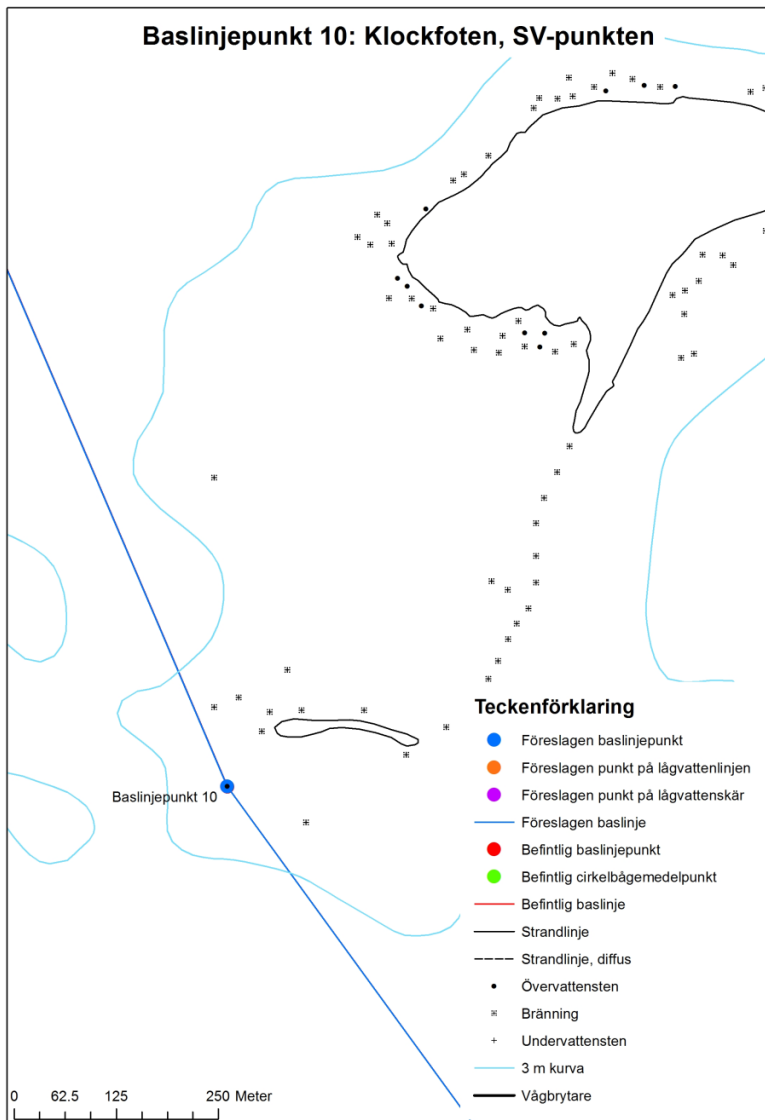 Baslinjepunkt 10: Klockfoten, SV-punkten
Baslinjepunkt 10
Teckenförklaring
Föreslagen baslinjepunkt
Föreslagen punkt på lågvattenlinjen
Föreslagen punkt på lågvattenskär
Föreslagen baslinje
Befintlig baslinjepunkt
Befintlig cirkelbågemedelpunkt
Befintlig baslinje
Strandlinje
Strandlinje, diffus
Övervattensten
Bränning
Undervattensten
3 m kurva
Vågbrytare
0 62.5 125 250 Meter